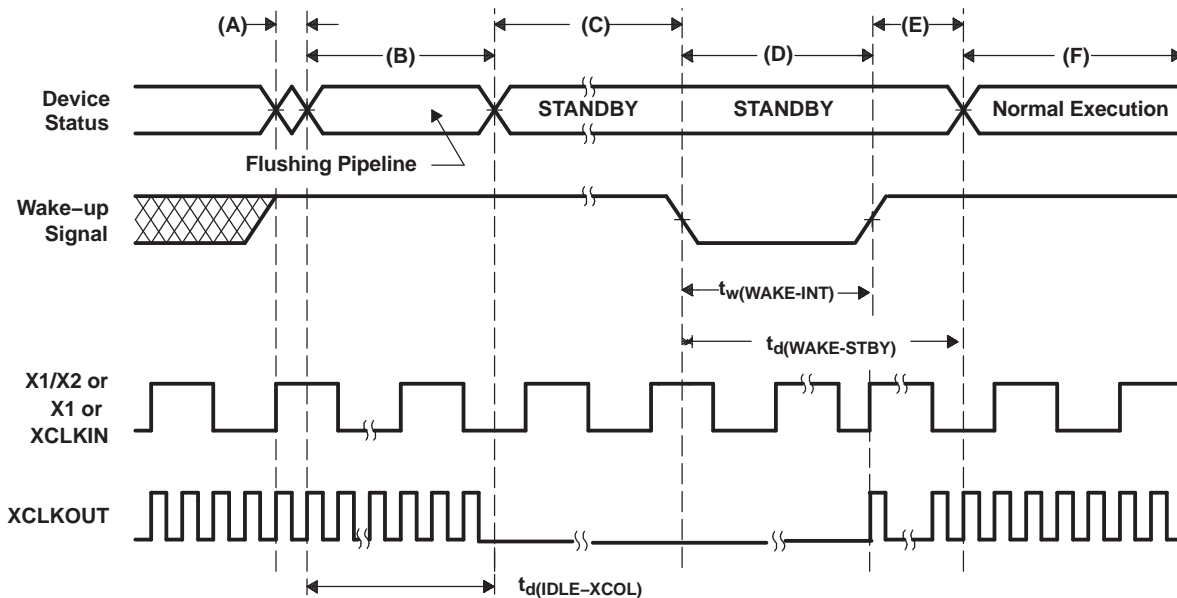 (A)
(B)
(C)
(D)
(E)
(F)
Device
Status
STANDBY
STANDBY
Normal Execution
Flushing Pipeline
Wake−up
Signal
tw(WAKE-INT)
td(WAKE-STBY)
X1/X2 or
X1 or
XCLKIN
XCLKOUT
td(IDLE−XCOL)